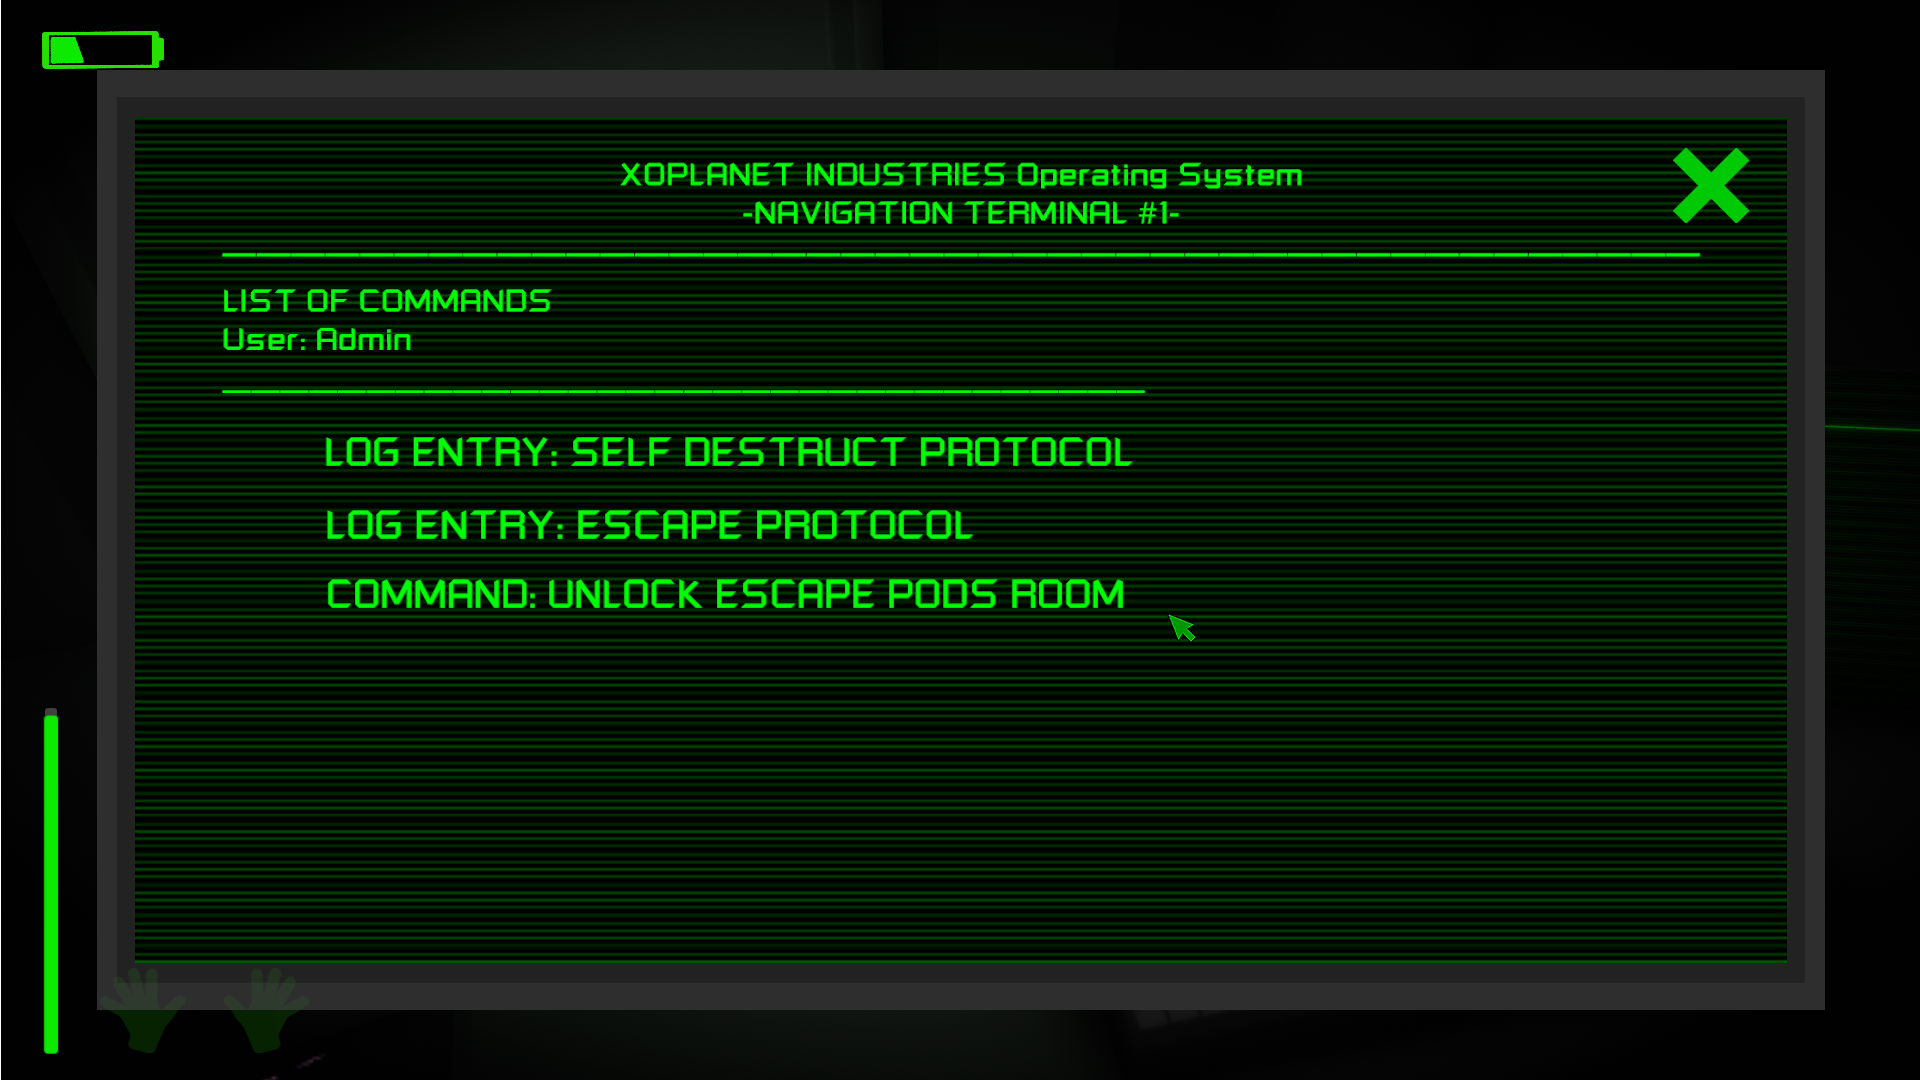 XOPLANET INDUSTRIES Operating System
-NAVIGATION TERMINAL #1-
LIST OF COMMANDS
User: Admin
LOG ENTRY: SELF DESTRUCT PROTOCOL
LOG ENTRY: ESCAPE PROTOCOL
COMMAND: UNLOCK ESCAPE PODS ROOM